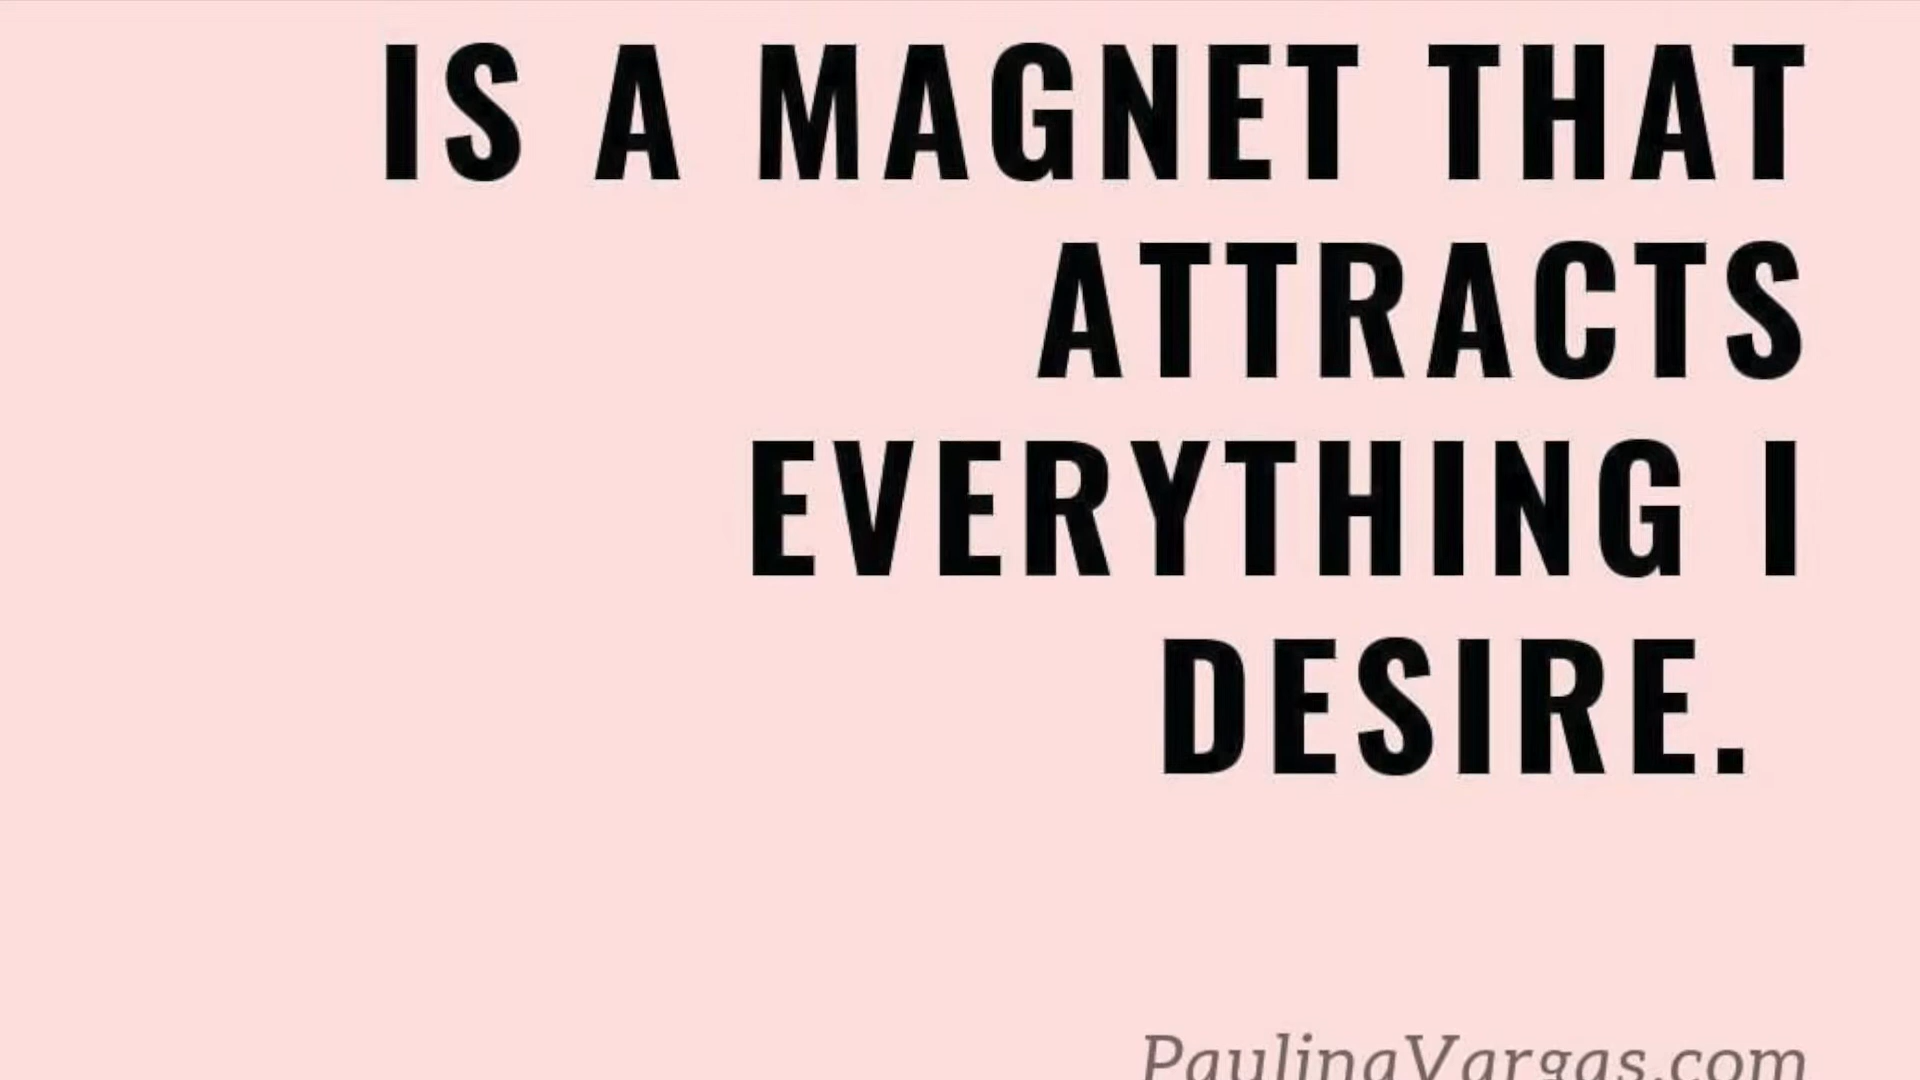 IS A MAGNET THAT
ATTRACTS
EVERYTHING I
DESIRE.
PaulinaVargas.com